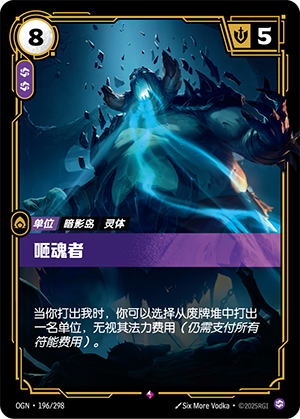 8
5
单位 暗影岛 灵体
咂魂者
当你打出我时，你可以选择从废牌堆中打出
一名单位，无视其法力费用（仍需支付所有
符能费用）。
OGN • 196/298
Six More Vodka • ©2025RGI